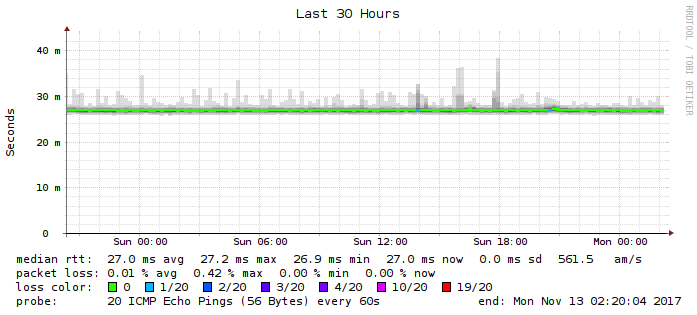 Last 30 Hours
RRDTOOL / TOBI OETIKER
Seconds
40 m
30 m
20 m
10 m
0
Sun 00:00 Sun 06:00 Sun 12:00 Sun 18:00 Mon 00:00
median rtt: 27.0 ms avg 27.2 ms max 26.9 ms min 27.0 ms now 0.0 ms sd 561.5 am/s
packet loss: 0.01 % avg 0.42 % max 0.00 % min 0.00 % now
loss color: 0 1/20 2/20 3/20 4/20 10/20 19/20
probe: 20 ICMP Echo Pings (56 Bytes) every 60s end: Mon Nov 13 02:20:04 2017